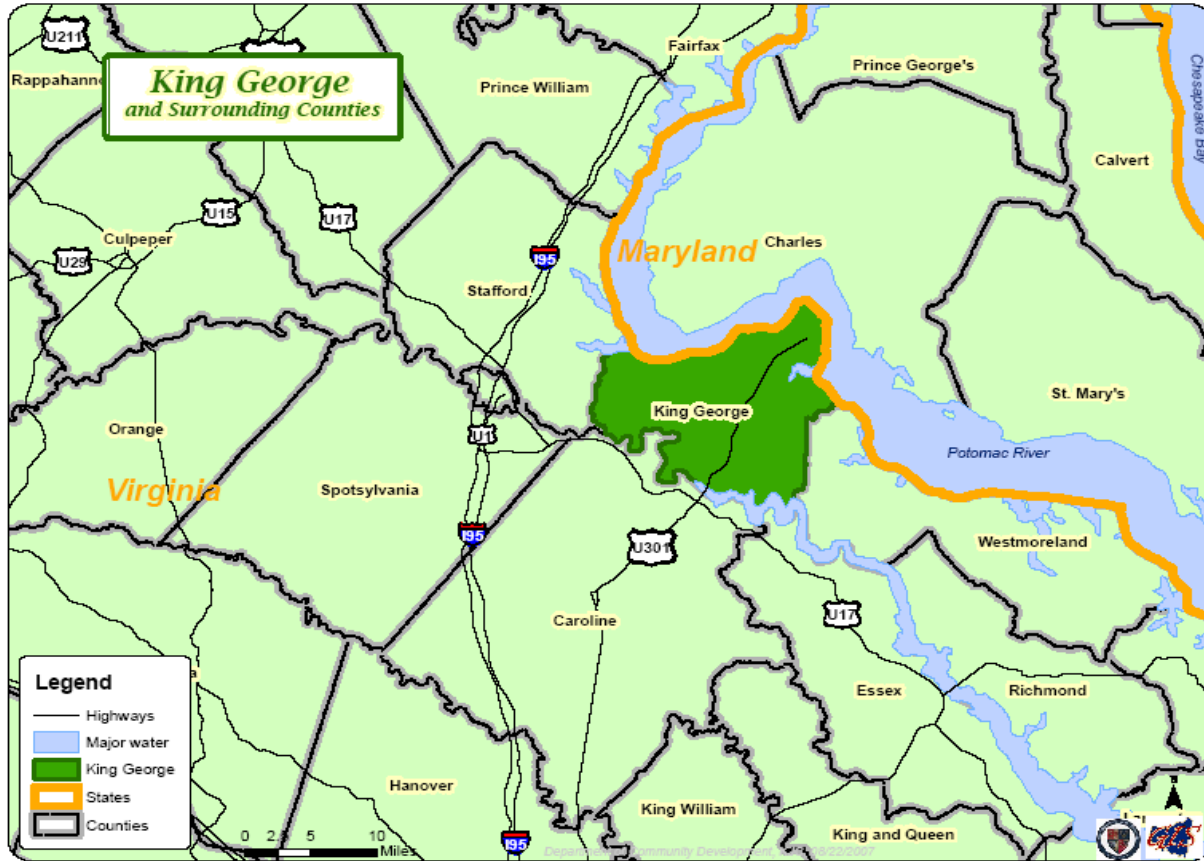 U211
Fairfax
Rappahann
King George
and Surrounding Counties
Prince William
Prince George's
Chesapeake Bay
Calvert
U15
U17
Culpeper
U29
Maryland
Charles
I95
Stafford
St. Mary's
King George
Orange
U1
Potomac River
Virginia
Spotsylvania
I95
Westmoreland
U301
U17
Caroline
Essex
Richmond
Legend
Highways
Major water
King George
States
Counties
Hanover
King William
King and Queen
0 2.5 5 10
Miles
I95